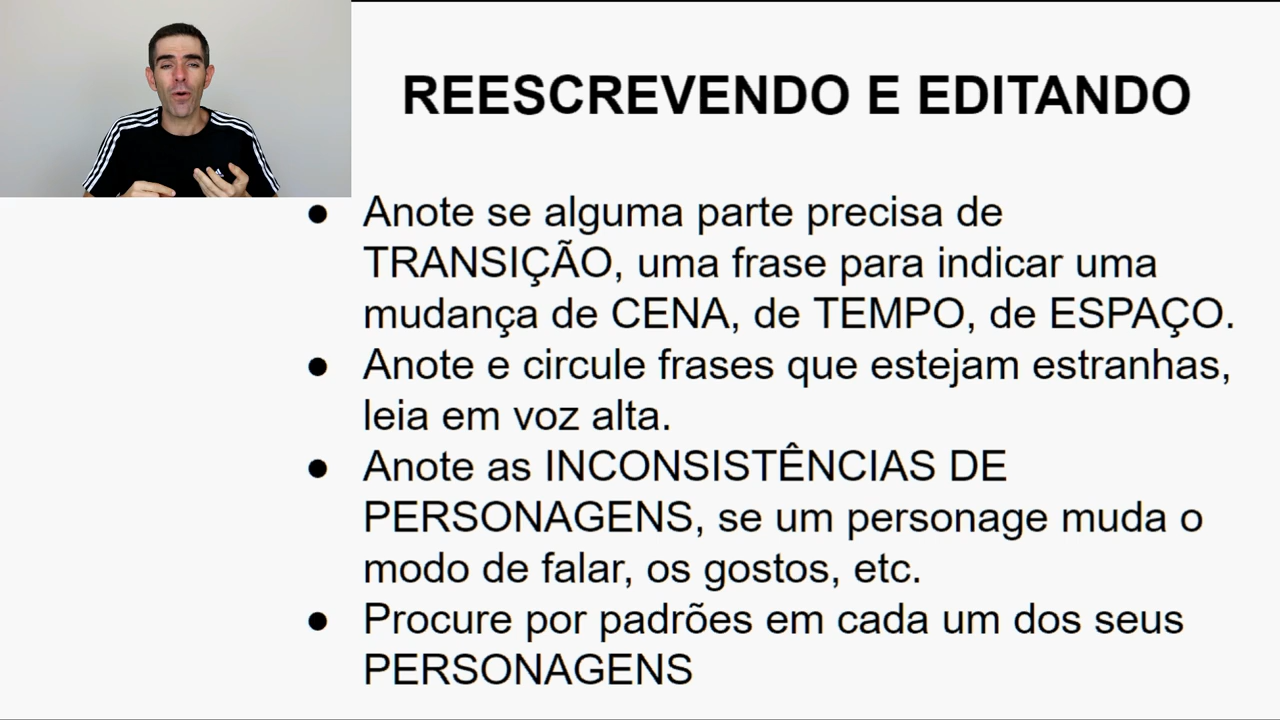 REESCREVENDO E EDITANDO
● Anote se alguma parte precisa de
TRANSIÇÃO, uma frase para indicar uma
mudança de CENA, de TEMPO, de ESPAÇO.
● Anote e circule frases que estejam estranhas,
leia em voz alta.
● Anote as INCONSISTÊNCIAS DE
PERSONAGENS, se um personage muda o
modo de falar, os gostos, etc.
● Procure por padrões em cada um dos seus
PERSONAGENS